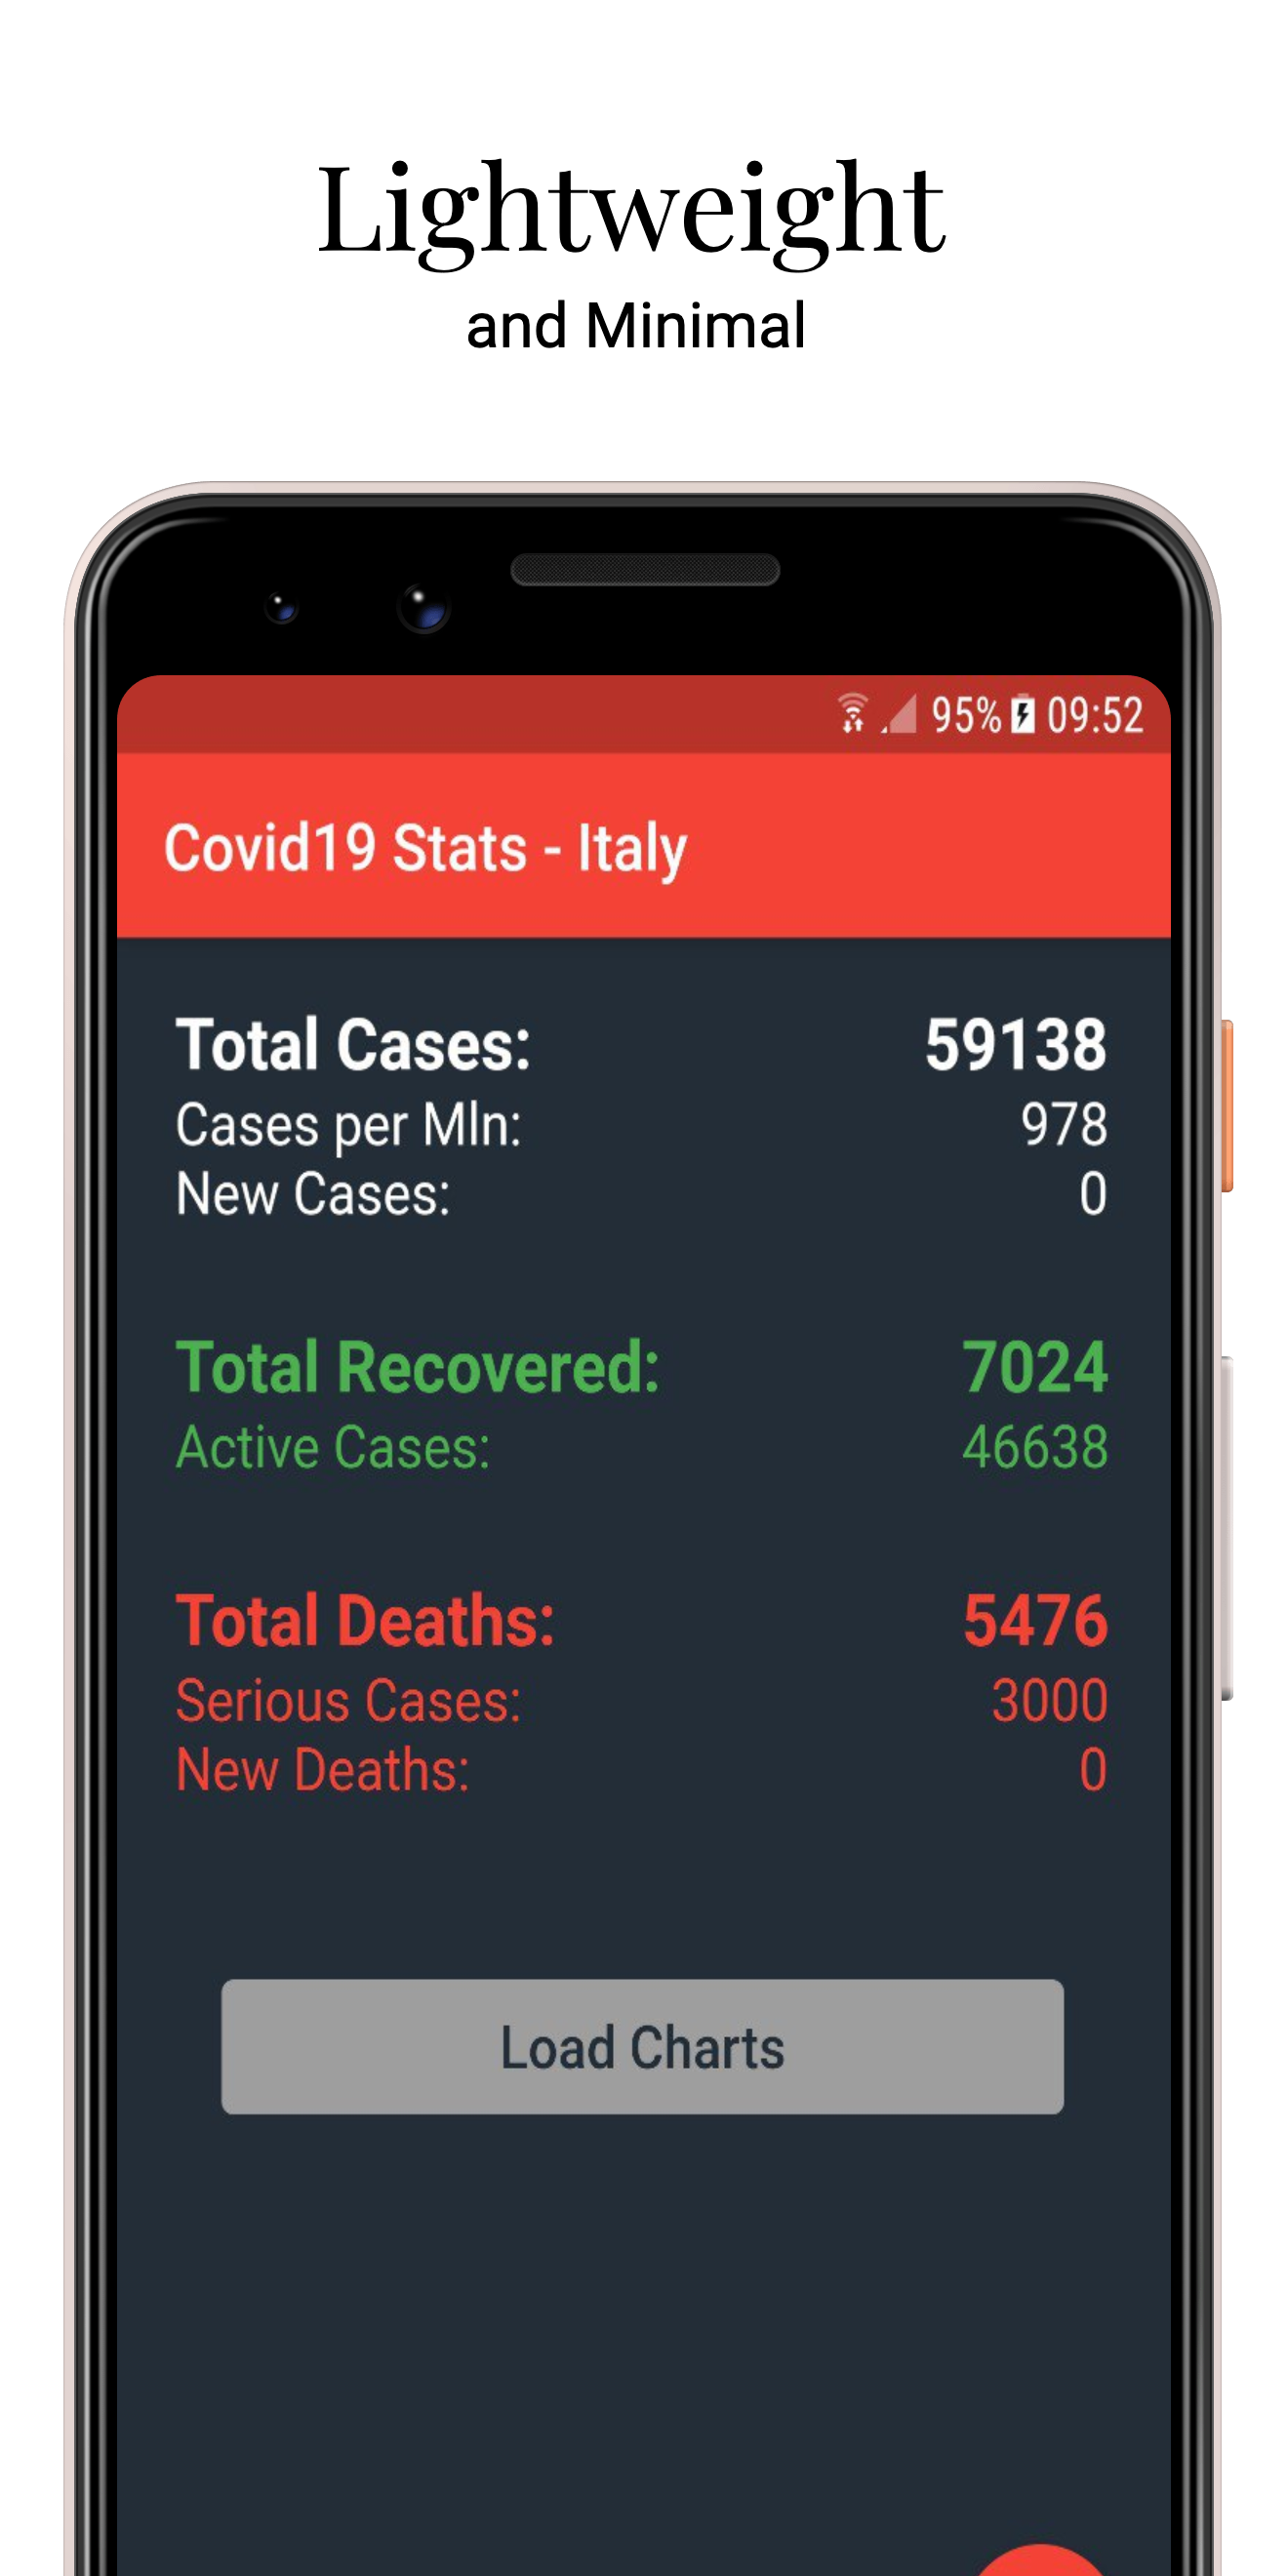 Lightweight
and Minimal
95% 09:52
Covid19 Stats - Italy
Total Cases: 59138
Cases per Mln: 978
New Cases: 0
Total Recovered: 7024
Active Cases: 46638
Total Deaths: 5476
Serious Cases: 3000
New Deaths: 0
Load Charts